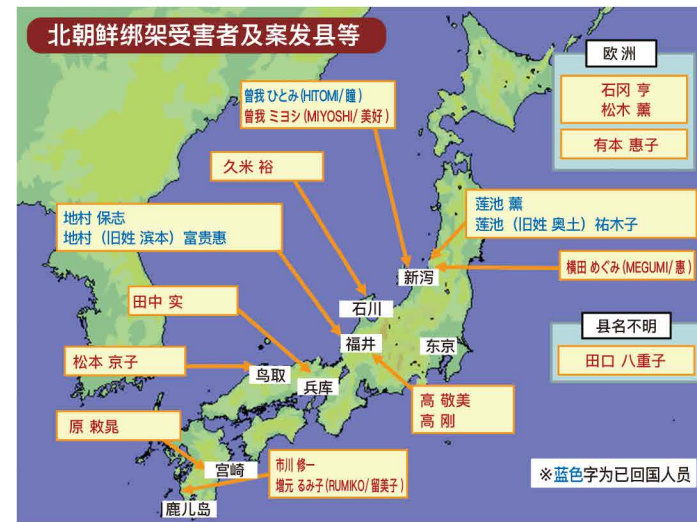 北朝鲜绑架受害者及案发县等
欧洲
石冈 亨
松木 薰
有本 惠子
曾我 ひとみ(HITOMI/瞳)
曾我 ミヨシ(MIYOSHI/美好)
久米 裕
地村 保志
地村（旧姓 滨本）富贵惠
莲池 薰
莲池（旧姓 奥土）祐木子
横田 めぐみ(MEGUMI/惠)
新泻
田中 实
石川
县名不明
田口 八重子
福井
东京
松本 京子
鸟取
兵库
高 敬美
高 刚
原 敕晁
宫崎
市川 修一
增元 るみ子(RUMIKO/留美子)
鹿儿岛
※蓝色字为已回国人员